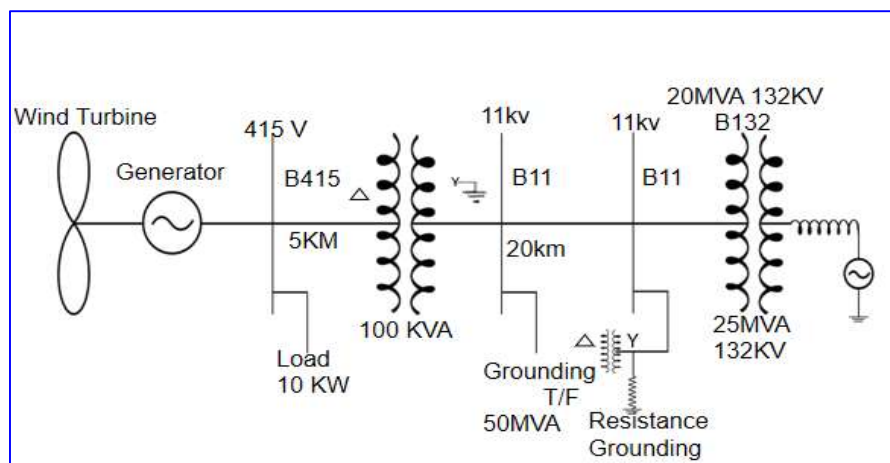 20MVA 132KV
B132
Wind Turbine
415 V
11kv
11kv
Generator
B415
B11
B11
△
Y
5KM
20km
100 KVA
25MVA
132KV
△
Y
Load
10 KW
Grounding
T/F
50MVA
Resistance
Grounding